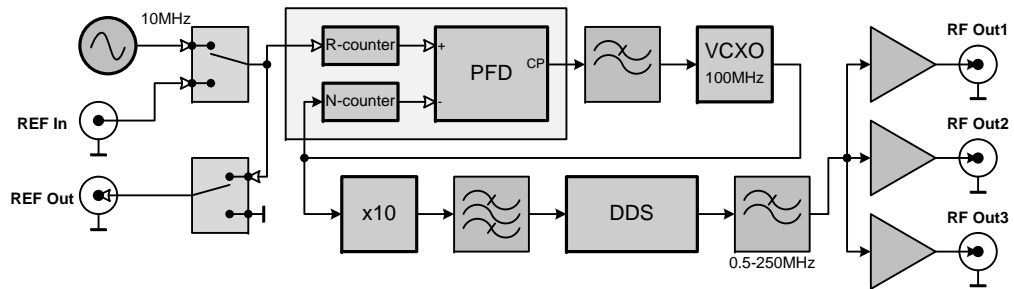 10MHz
REF In
REF Out
R-counter
N-counter
+
-
PFD
CP
VCXO
100MHz
x10
DDS
0.5-250MHz
RF Out1
RF Out2
RF Out3